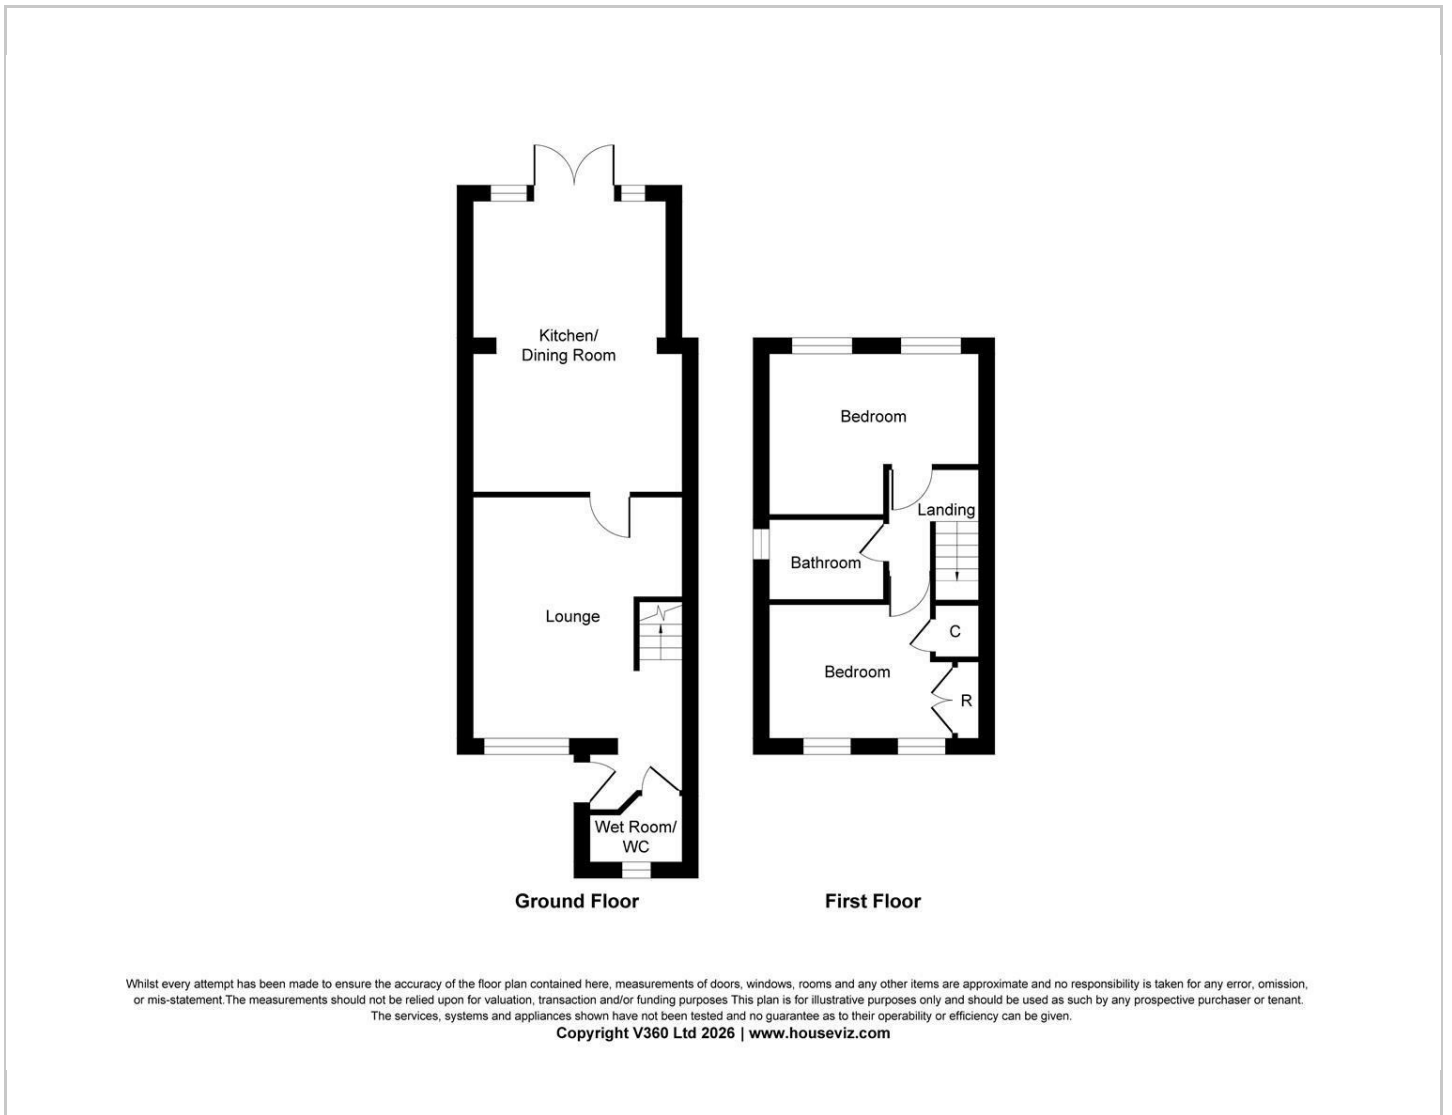 Kitchen/
Dining Room
Lounge
Wet Room/
WC
Ground Floor
Bedroom
Landing
Bathroom
C
Bedroom
R
First Floor
Whilst every attempt has been made to ensure the accuracy of the floor plan contained here, measurements of doors, windows, rooms and any other items are approximate and no responsibility is taken for any error, omission,
or mis-statement.The measurements should not be relied upon for valuation, transaction and/or funding purposes This plan is for illustrative purposes only and should be used as such by any prospective purchaser or tenant.
The services, systems and appliances shown have not been tested and no guarantee as to their operability or efficiency can be given.
Copyright V360 Ltd 2026 | www.houseviz.com